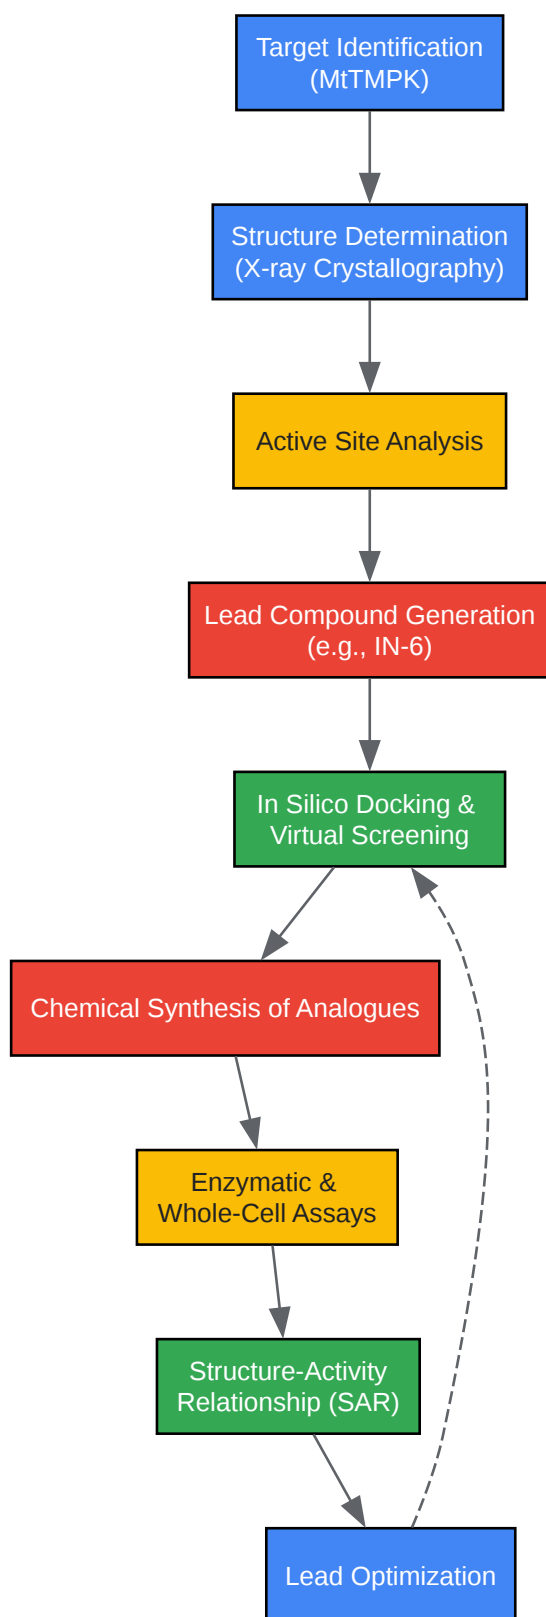 Target Identification
(MtTMPK)
Structure Determination
(X-ray Crystallography)
Active Site Analysis
Lead Compound Generation
(e.g., IN-6)
In Silico Docking &
Virtual Screening
Chemical Synthesis of Analogues
Enzymatic &
Whole-Cell Assays
Structure-Activity
Relationship (SAR)
Lead Optimization